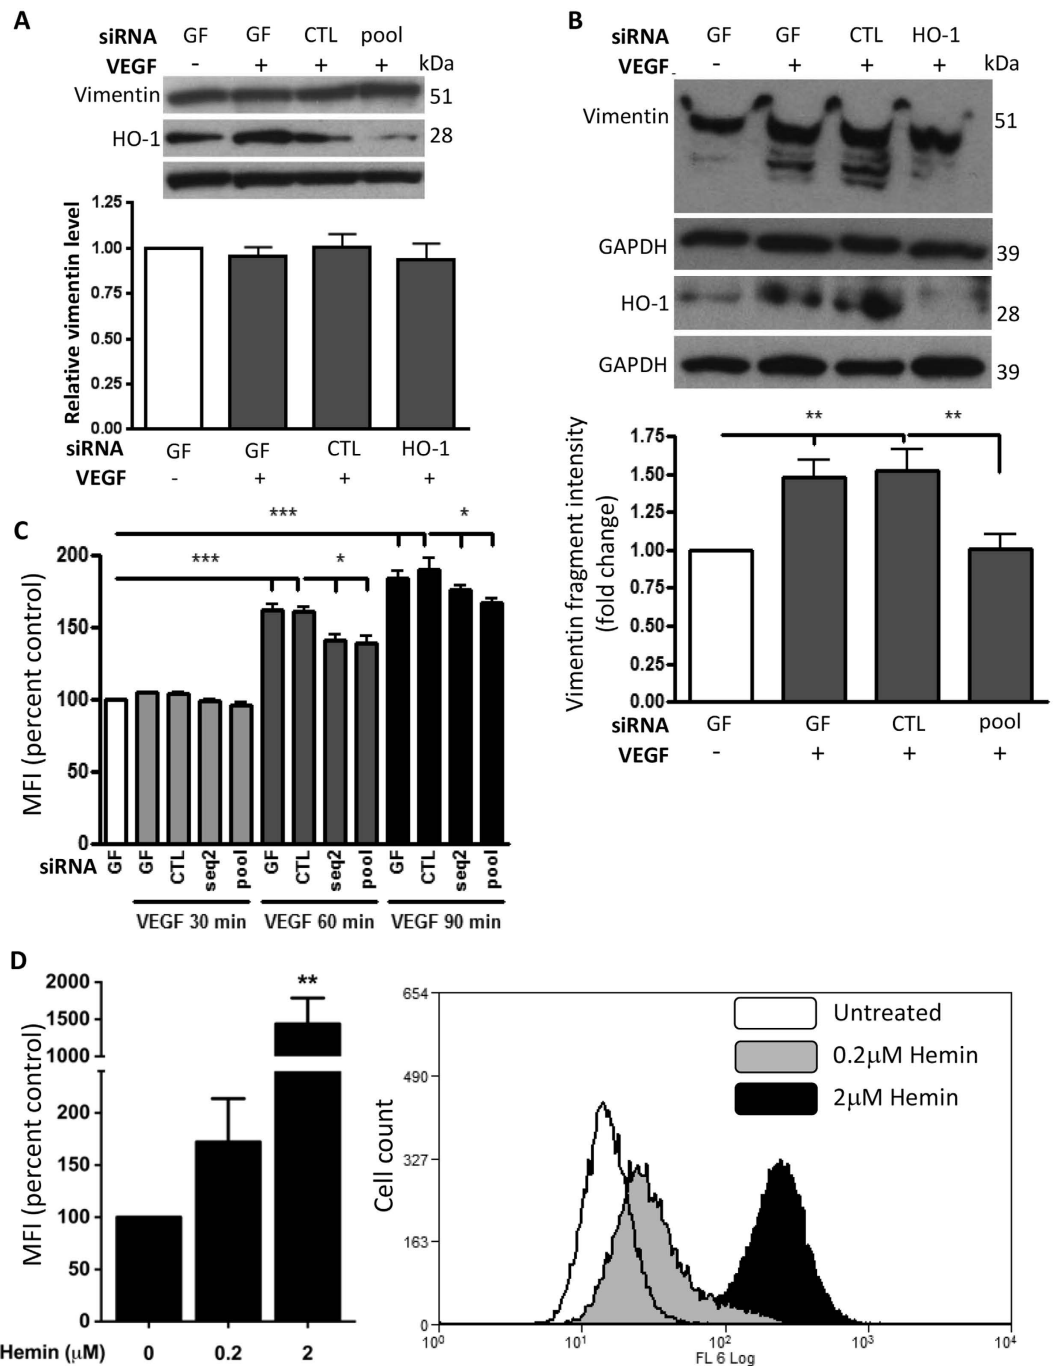 A
siRNA GF GF CTL pool
VEGF - + + + kDa
Vimentin 51
HO-1 28
1.25
1.00
0.75
0.50
0.25
0.00
Relative vimentin level
siRNA GF GF CTL HO-1
VEGF - + + +
B
siRNA GF GF CTL HO-1
VEGF - + + + kDa
Vimentin 51
GAPDH 39
HO-1 28
GAPDH 39
** **
1.75
1.50
1.25
1.00
0.75
0.50
0.25
0.00
Vimentin fragment intensity
(fold change)
siRNA GF GF CTL pool
VEGF - + + +
C
*** *
*** *
200
150
100
50
0
MFI (percent control)
siRNA GF GF CTL seq2 pool GF CTL seq2 pool GF CTL seq2 pool
VEGF 30 min VEGF 60 min VEGF 90 min
D
**
2000
1500
1000
200
150
100
50
0
MFI (percent control)
Hemin (μM) 0 0.2 2
654
490
327
163
0
Cell count
Untreated
0.2μM Hemin
2μM Hemin
10⁰ 10¹ 10² 10³ 10⁴
FL 6 Log